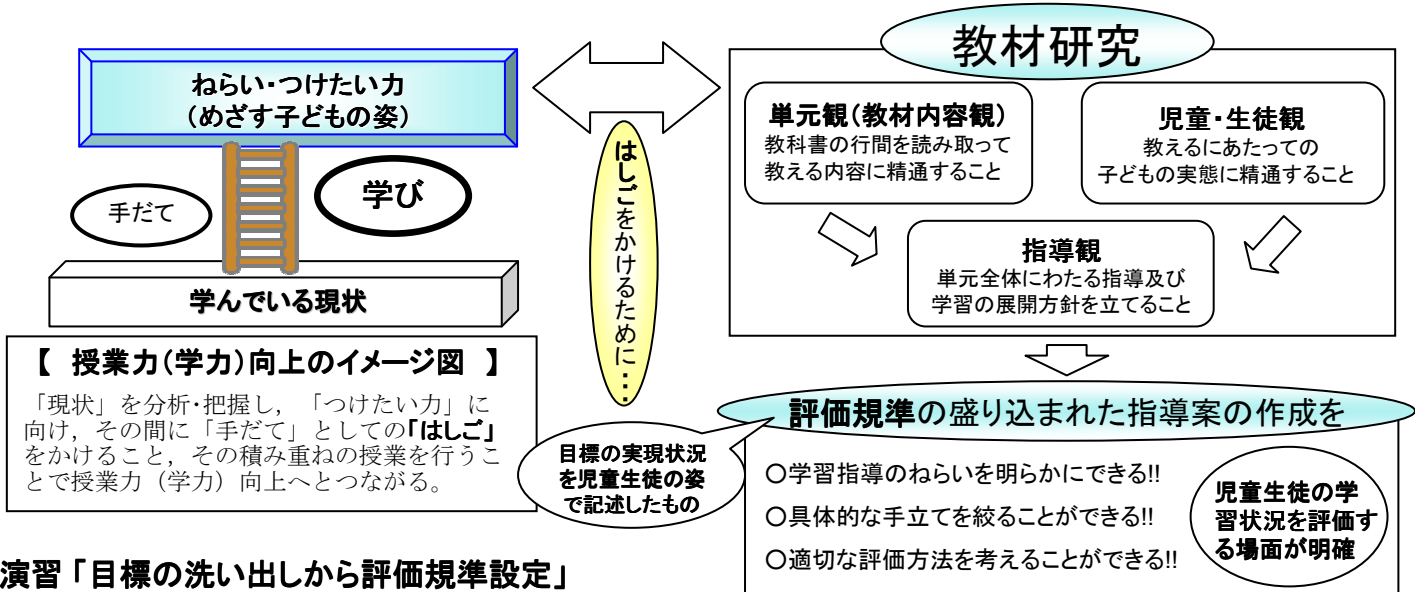 ねらい・つけたい力
（めざす子どもの姿）
手だて
学び
学んでいる現状
【　授業力（学力）向上のイメージ図　】
「現状」を分析・把握し，「つけたい力」に
向け，その間に「手だて」としての「はしご」
をかけること，その積み重ねの授業を行うこ
とで授業力（学力）向上へとつながる。
はしごをかけるために・・・
教材研究
単元観（教材内容観）
教科書の行間を読み取って
教える内容に精通すること
児童・生徒観
教えるにあたっての
子どもの実態に精通すること
指導観
単元全体にわたる指導及び
学習の展開方針を立てること
評価規準の盛り込まれた指導案の作成を
目標の実現状況
を児童生徒の姿
で記述したもの
○学習指導のねらいを明らかにできる!!
○具体的な手立てを絞ることができる!!
○適切な評価方法を考えることができる!!
児童生徒の学
習状況を評価す
る場面が明確
演習「目標の洗い出しから評価規準設定」